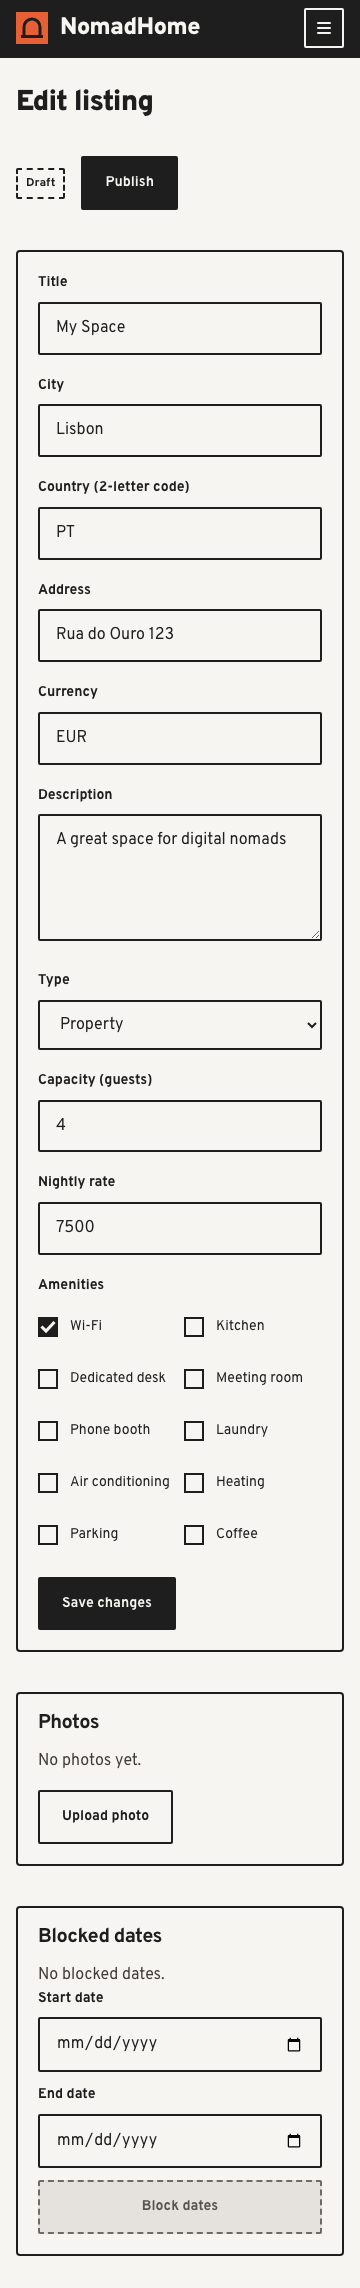 NomadHome
Edit listing
Draft
Publish
Title
My Space
City
Lisbon
Country (2-letter code)
PT
Address
Rua do Ouro 123
Currency
EUR
Description
A great space for digital nomads
Type
Property
Capacity (guests)
4
Nightly rate
7500
Amenities
Wi-Fi Kitchen
Dedicated desk Meeting room
Phone booth Laundry
Air conditioning Heating
Parking Coffee
Save changes
Photos
No photos yet.
Upload photo
Blocked dates
No blocked dates.
Start date
mm/dd/yyyy
End date
mm/dd/yyyy
Block dates